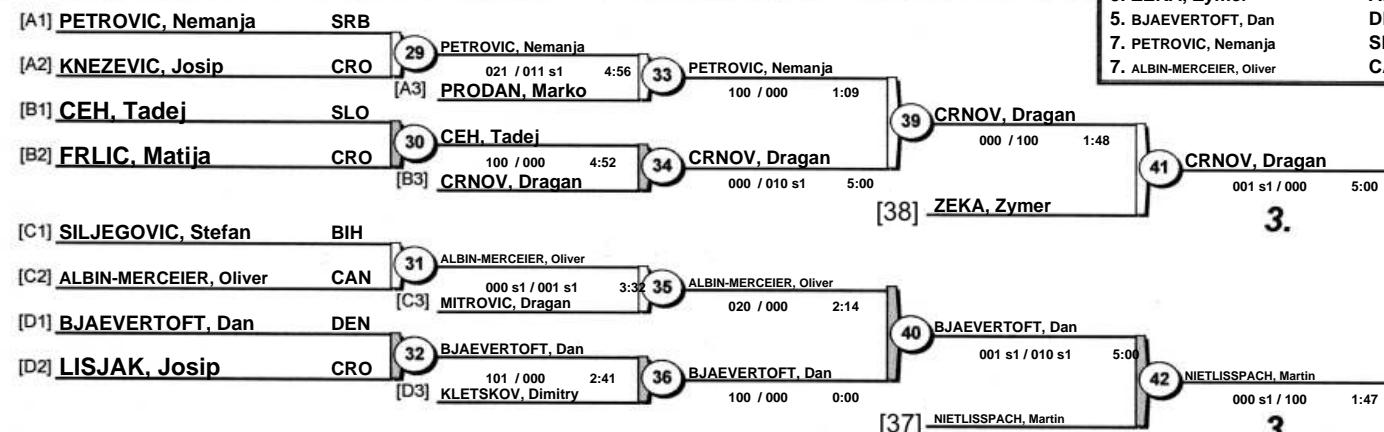 5. BJAEVERTOFT, Dan
7. PETROVIC, Nemanja
7. ALBIN-MERCEIER, Oliver
[A1] PETROVIC, Nemanja SRB
29
PETROVIC, Nemanja
[A2] KNEZEVIC, Josip CRO
021 / 011 s1 4:56
33
PETROVIC, Nemanja
[A3] PRODAN, Marko
100 / 000 1:09
[B1] CEH, Tadej SLO
39
CRNOV, Dragan
30
CEH, Tadej
000 / 100 1:48
[B2] FRLIC, Matija CRO
100 / 000 4:52
34
CRNOV, Dragan
41
CRNOV, Dragan
[B3] CRNOV, Dragan
000 / 010 s1 5:00
001 s1 / 000 5:00
[38] ZEKA, Zymer
3.
[C1] SILJEGOVIC, Stefan BIH
31
ALBIN-MERCEIER, Oliver
[C2] ALBIN-MERCEIER, Oliver CAN
000 s1 / 001 s1 3:32
35
ALBIN-MERCEIER, Oliver
[C3] MITROVIC, Dragan
020 / 000 2:14
[D1] BJAEVERTOFT, Dan DEN
40
BJAEVERTOFT, Dan
32
BJAEVERTOFT, Dan
001 s1 / 010 s1 5:00
[D2] LISJAK, Josip CRO
101 / 000 2:41
36
BJAEVERTOFT, Dan
42
NIETLISSPACH, Martin
[D3] KLETSKOV, Dimitry
100 / 000 0:00
000 s1 / 100 1:47
[37] NIETLISSPACH, Martin
3